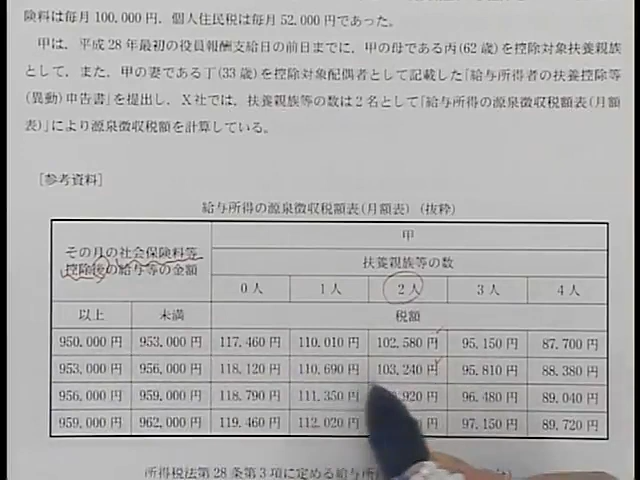 険料は毎月100,000円，個人住民税は毎月52,000円であった。
甲は，平成28年最初の役員報酬支給日の前日までに，甲の母である丙(62歳)を控除対象扶養親族
として，また，甲の妻である丁(33歳)を控除対象配偶者として記載した「給与所得者の扶養控除等
(異動)申告書」を提出し，X社では，扶養親族等の数は2名として「給与所得の源泉徴収税額表(月額
表)」により源泉徴収税額を計算している。
[参考資料]
給与所得の源泉徴収税額表(月額表)(抜粋)
その月の社会保険料等
控除後の給与等の金額
甲
扶養親族等の数
0人 1人 2人 3人 4人
以上 未満 税額
950,000円 953,000円 117,460円 110,010円 102,580円 95,150円 87,700円
953,000円 956,000円 118,120円 110,690円 103,240円 95,810円 88,380円
956,000円 959,000円 118,790円 111,350円 920円 96,480円 89,040円
959,000円 962,000円 119,460円 112,020円 円 97,150円 89,720円
所得税法第28条第3項に定める給与所